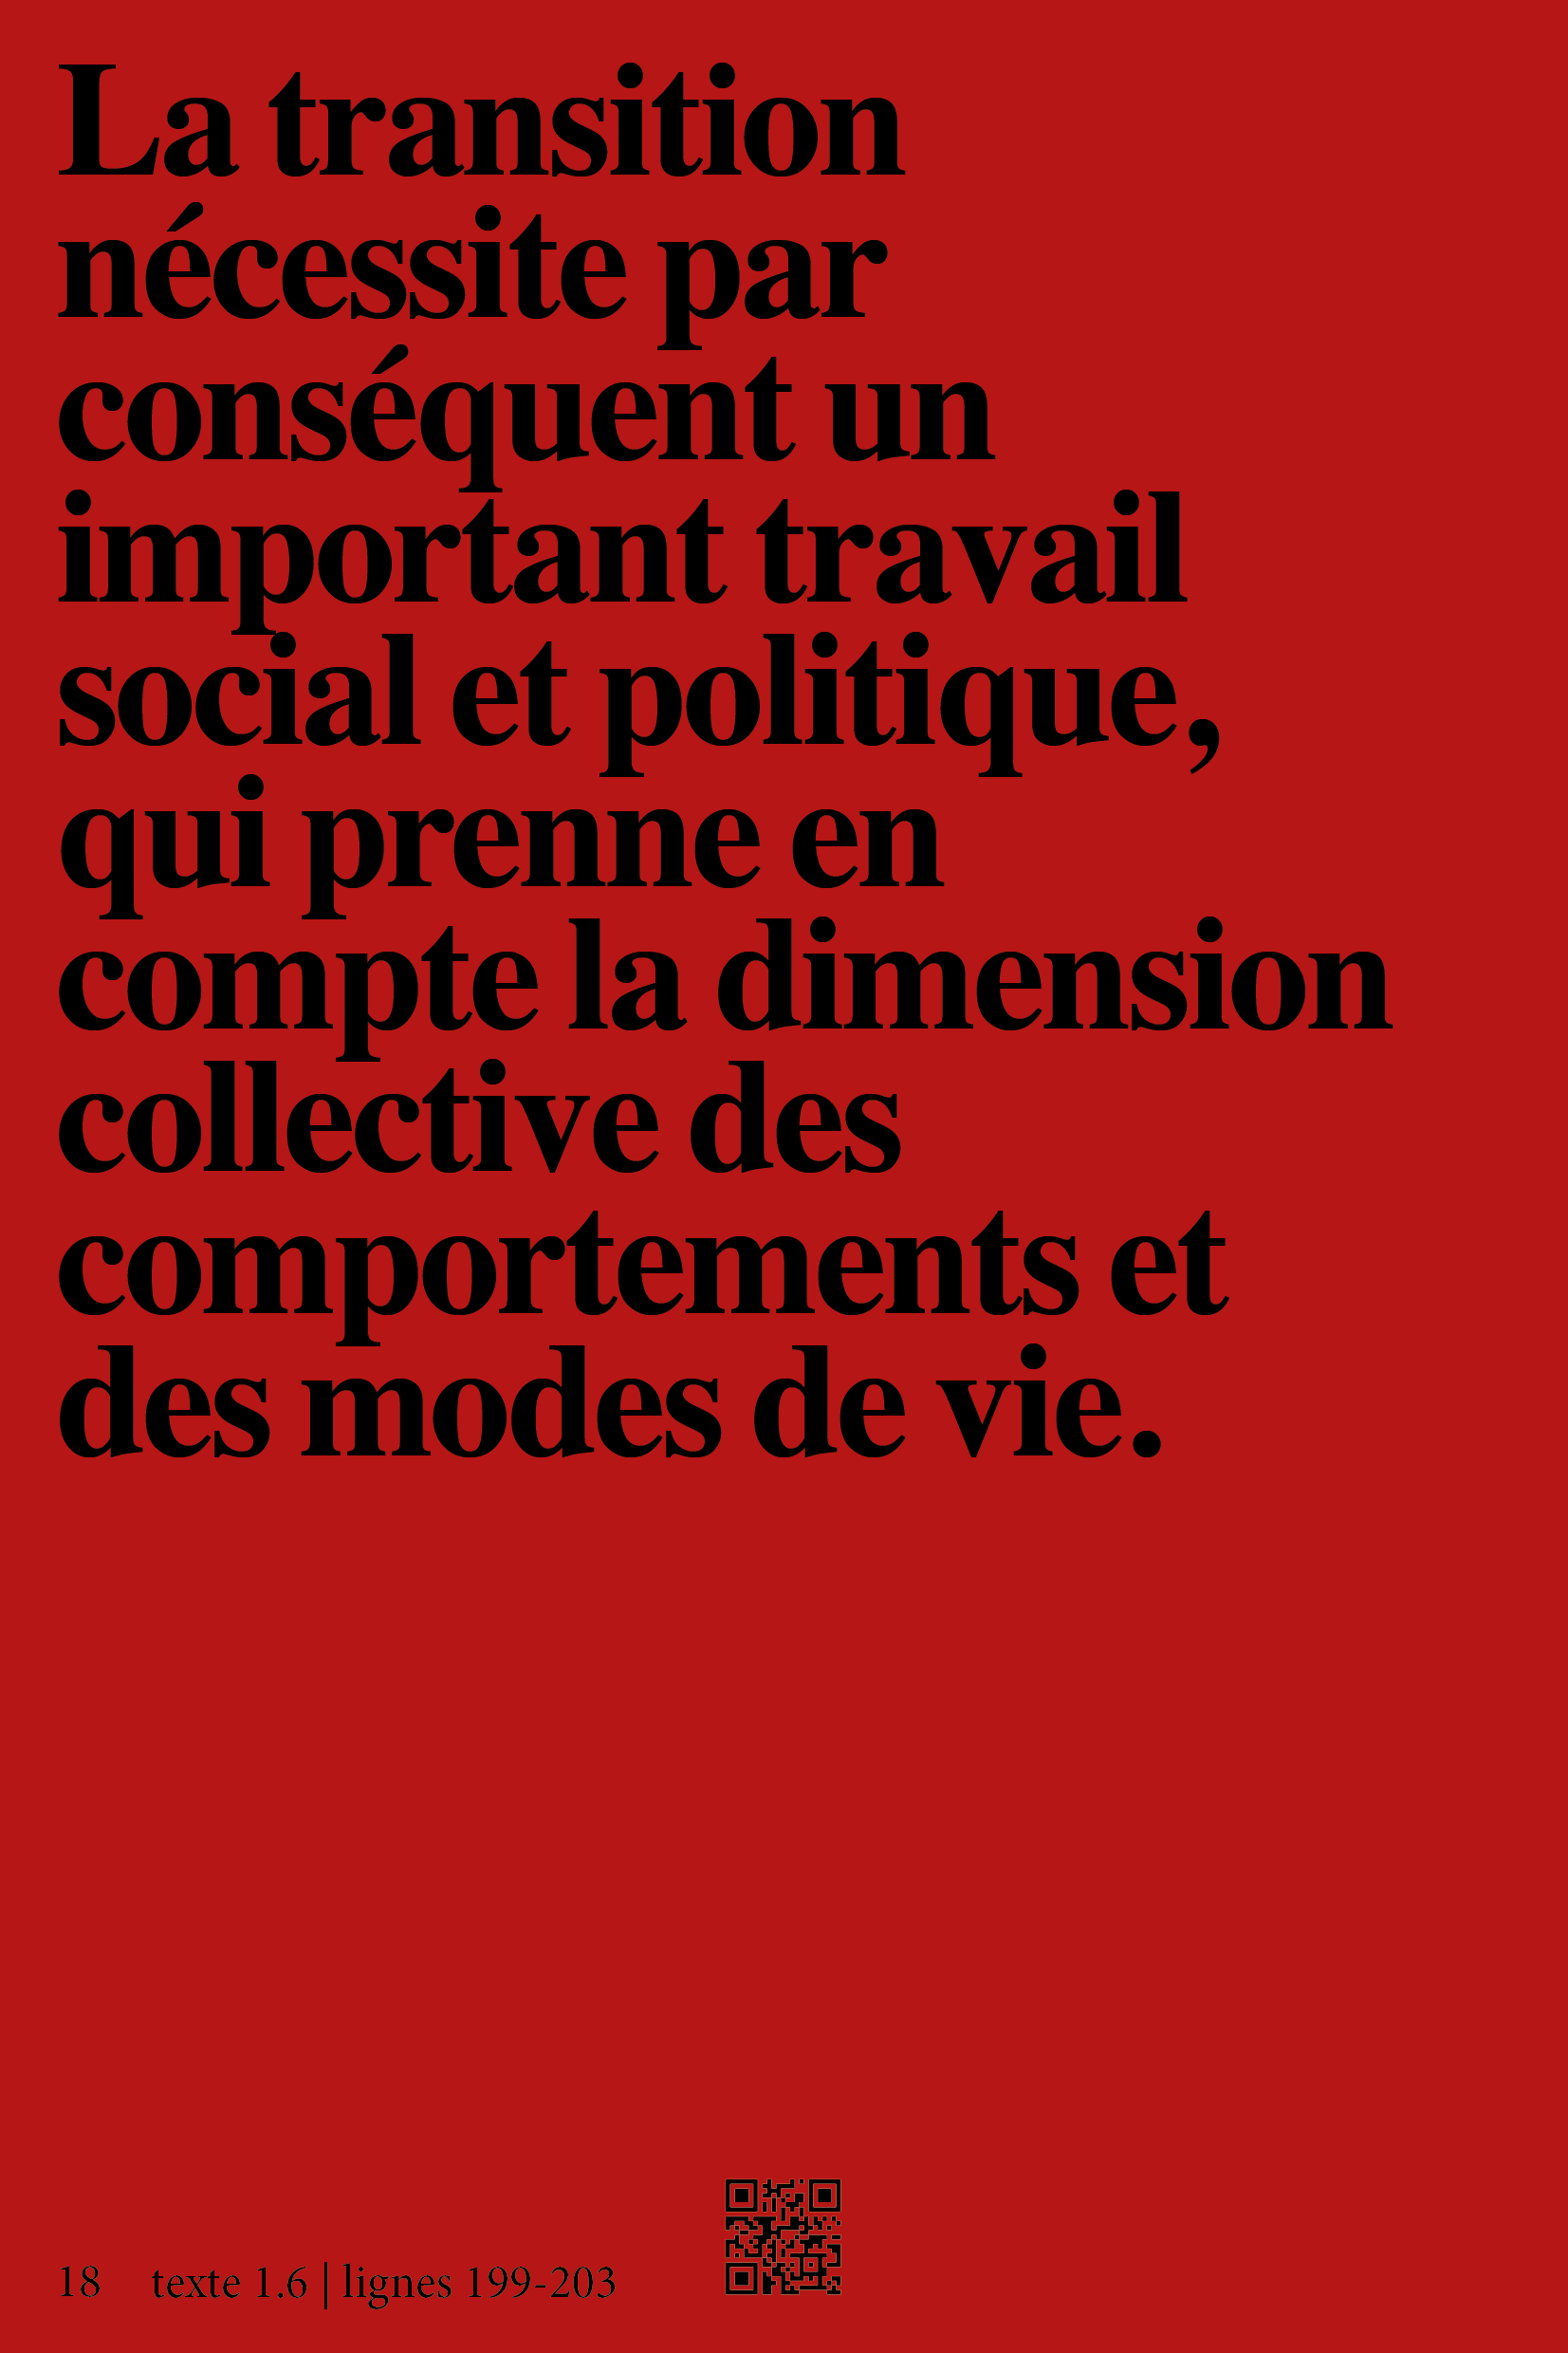 La transition
nécessite par
conséquent un
important travail
social et politique,
qui prenne en
compte la dimension
collective des
comportements et
des modes de vie.
18 texte 1.6 | lignes 199-203